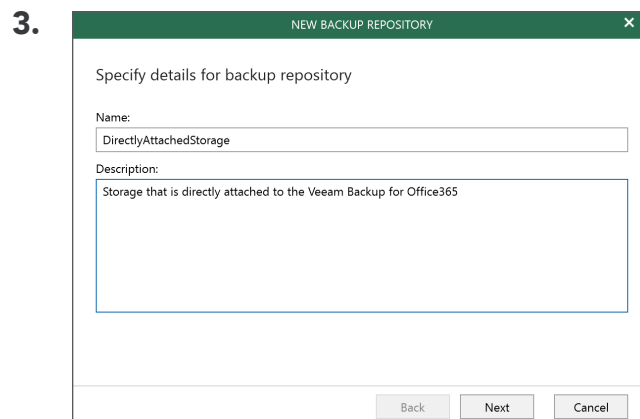 3.
NEW BACKUP REPOSITORY
Specify details for backup repository
Name:
DirectlyAttachedStorage
Description:
Storage that is directly attached to the Veeam Backup for Office365
Back Next Cancel